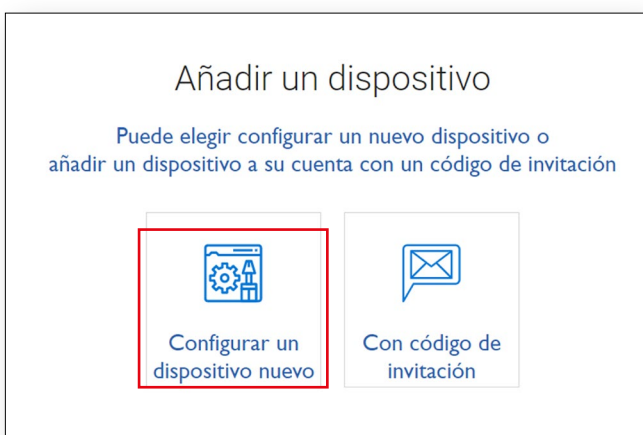 Añadir un dispositivo
Puede elegir configurar un nuevo dispositivo o
añadir un dispositivo a su cuenta con un código de invitación
Configurar un
dispositivo nuevo
Con código de
invitación